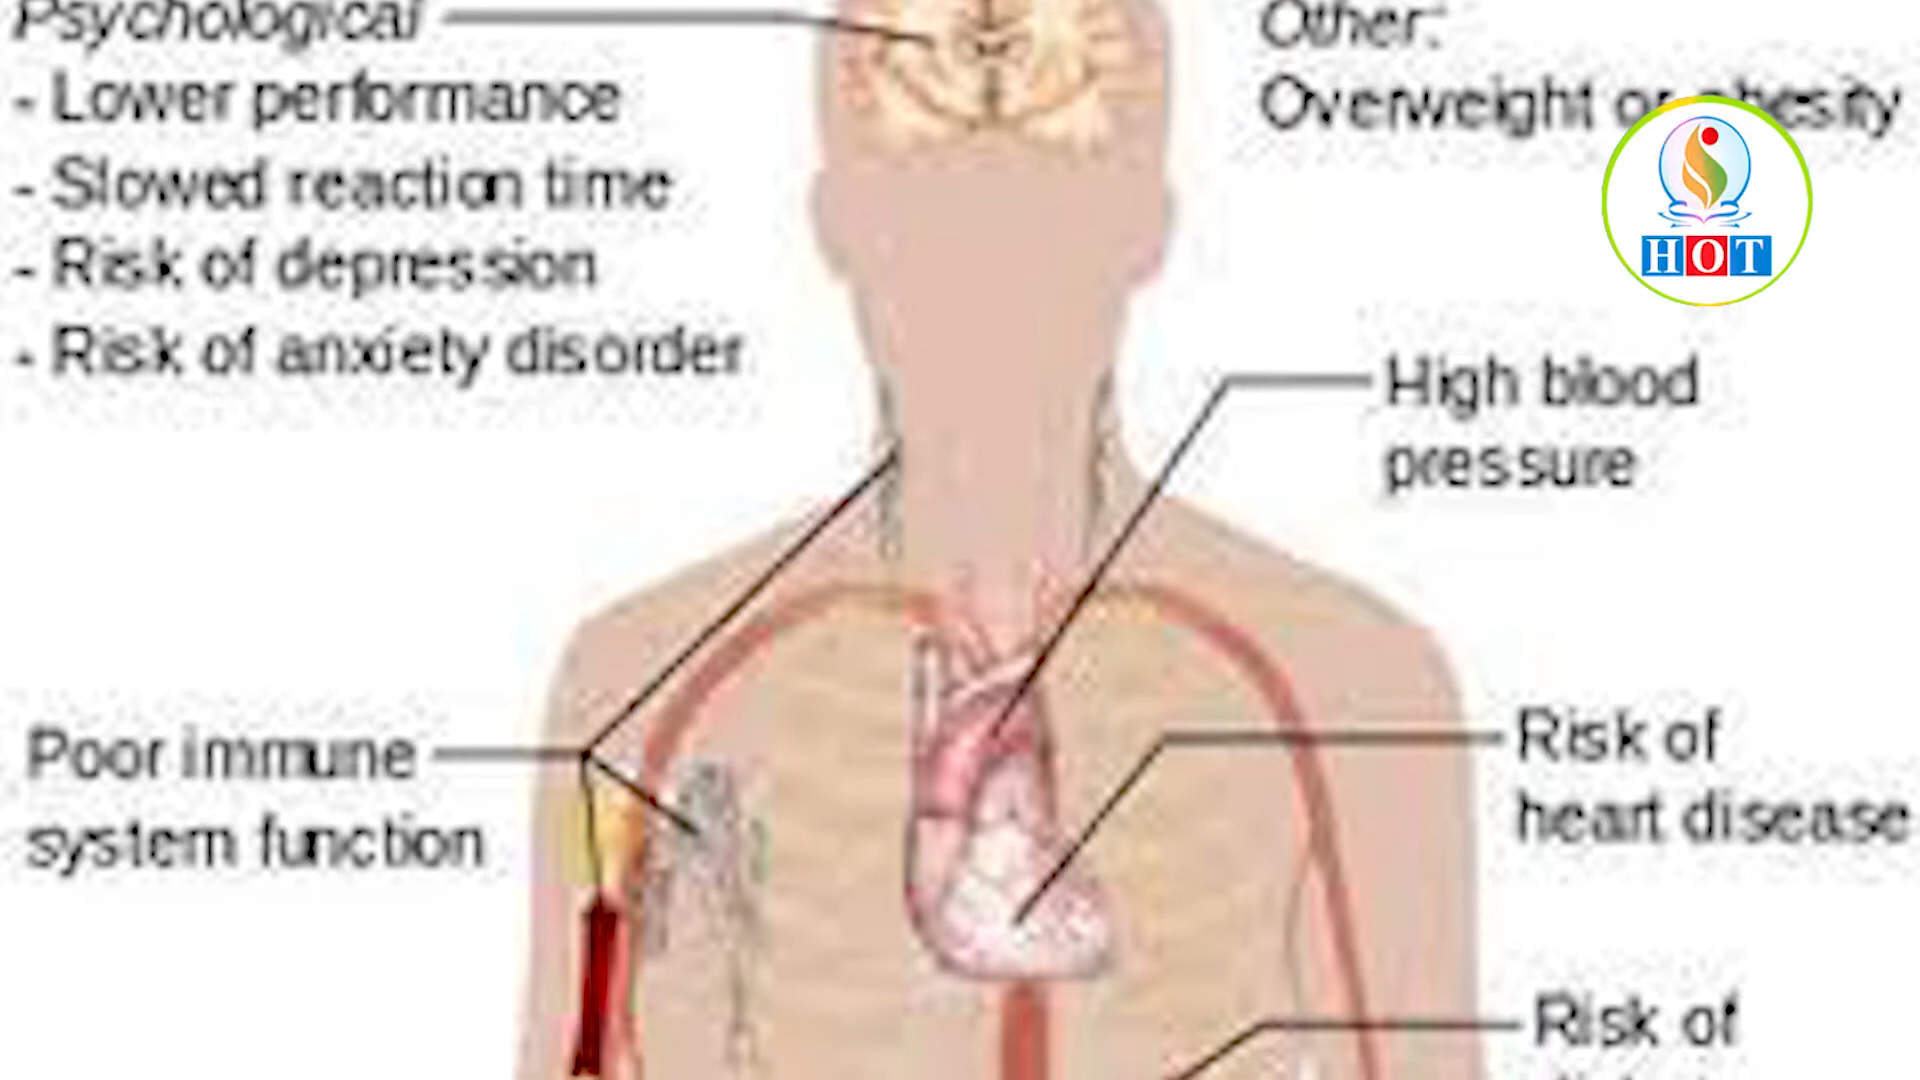 Psychological
- Lower performance
- Slowed reaction time
- Risk of depression
- Risk of anxiety disorder
Other:
Overweight or obesity
HOT
High blood
pressure
Poor immune
system function
Risk of
heart disease
Risk of